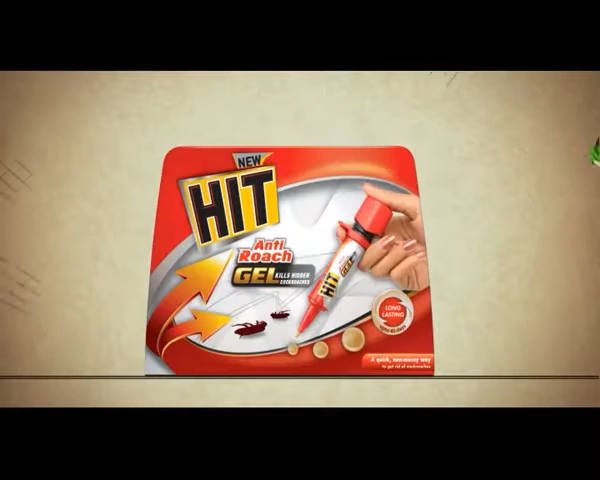 NEW
HIT
Anti
Roach
GEL KILLS HIDDEN
COCKROACHES
HIT
GEL
LONG
LASTING
A quick, non-messy way
to get rid of cockroaches